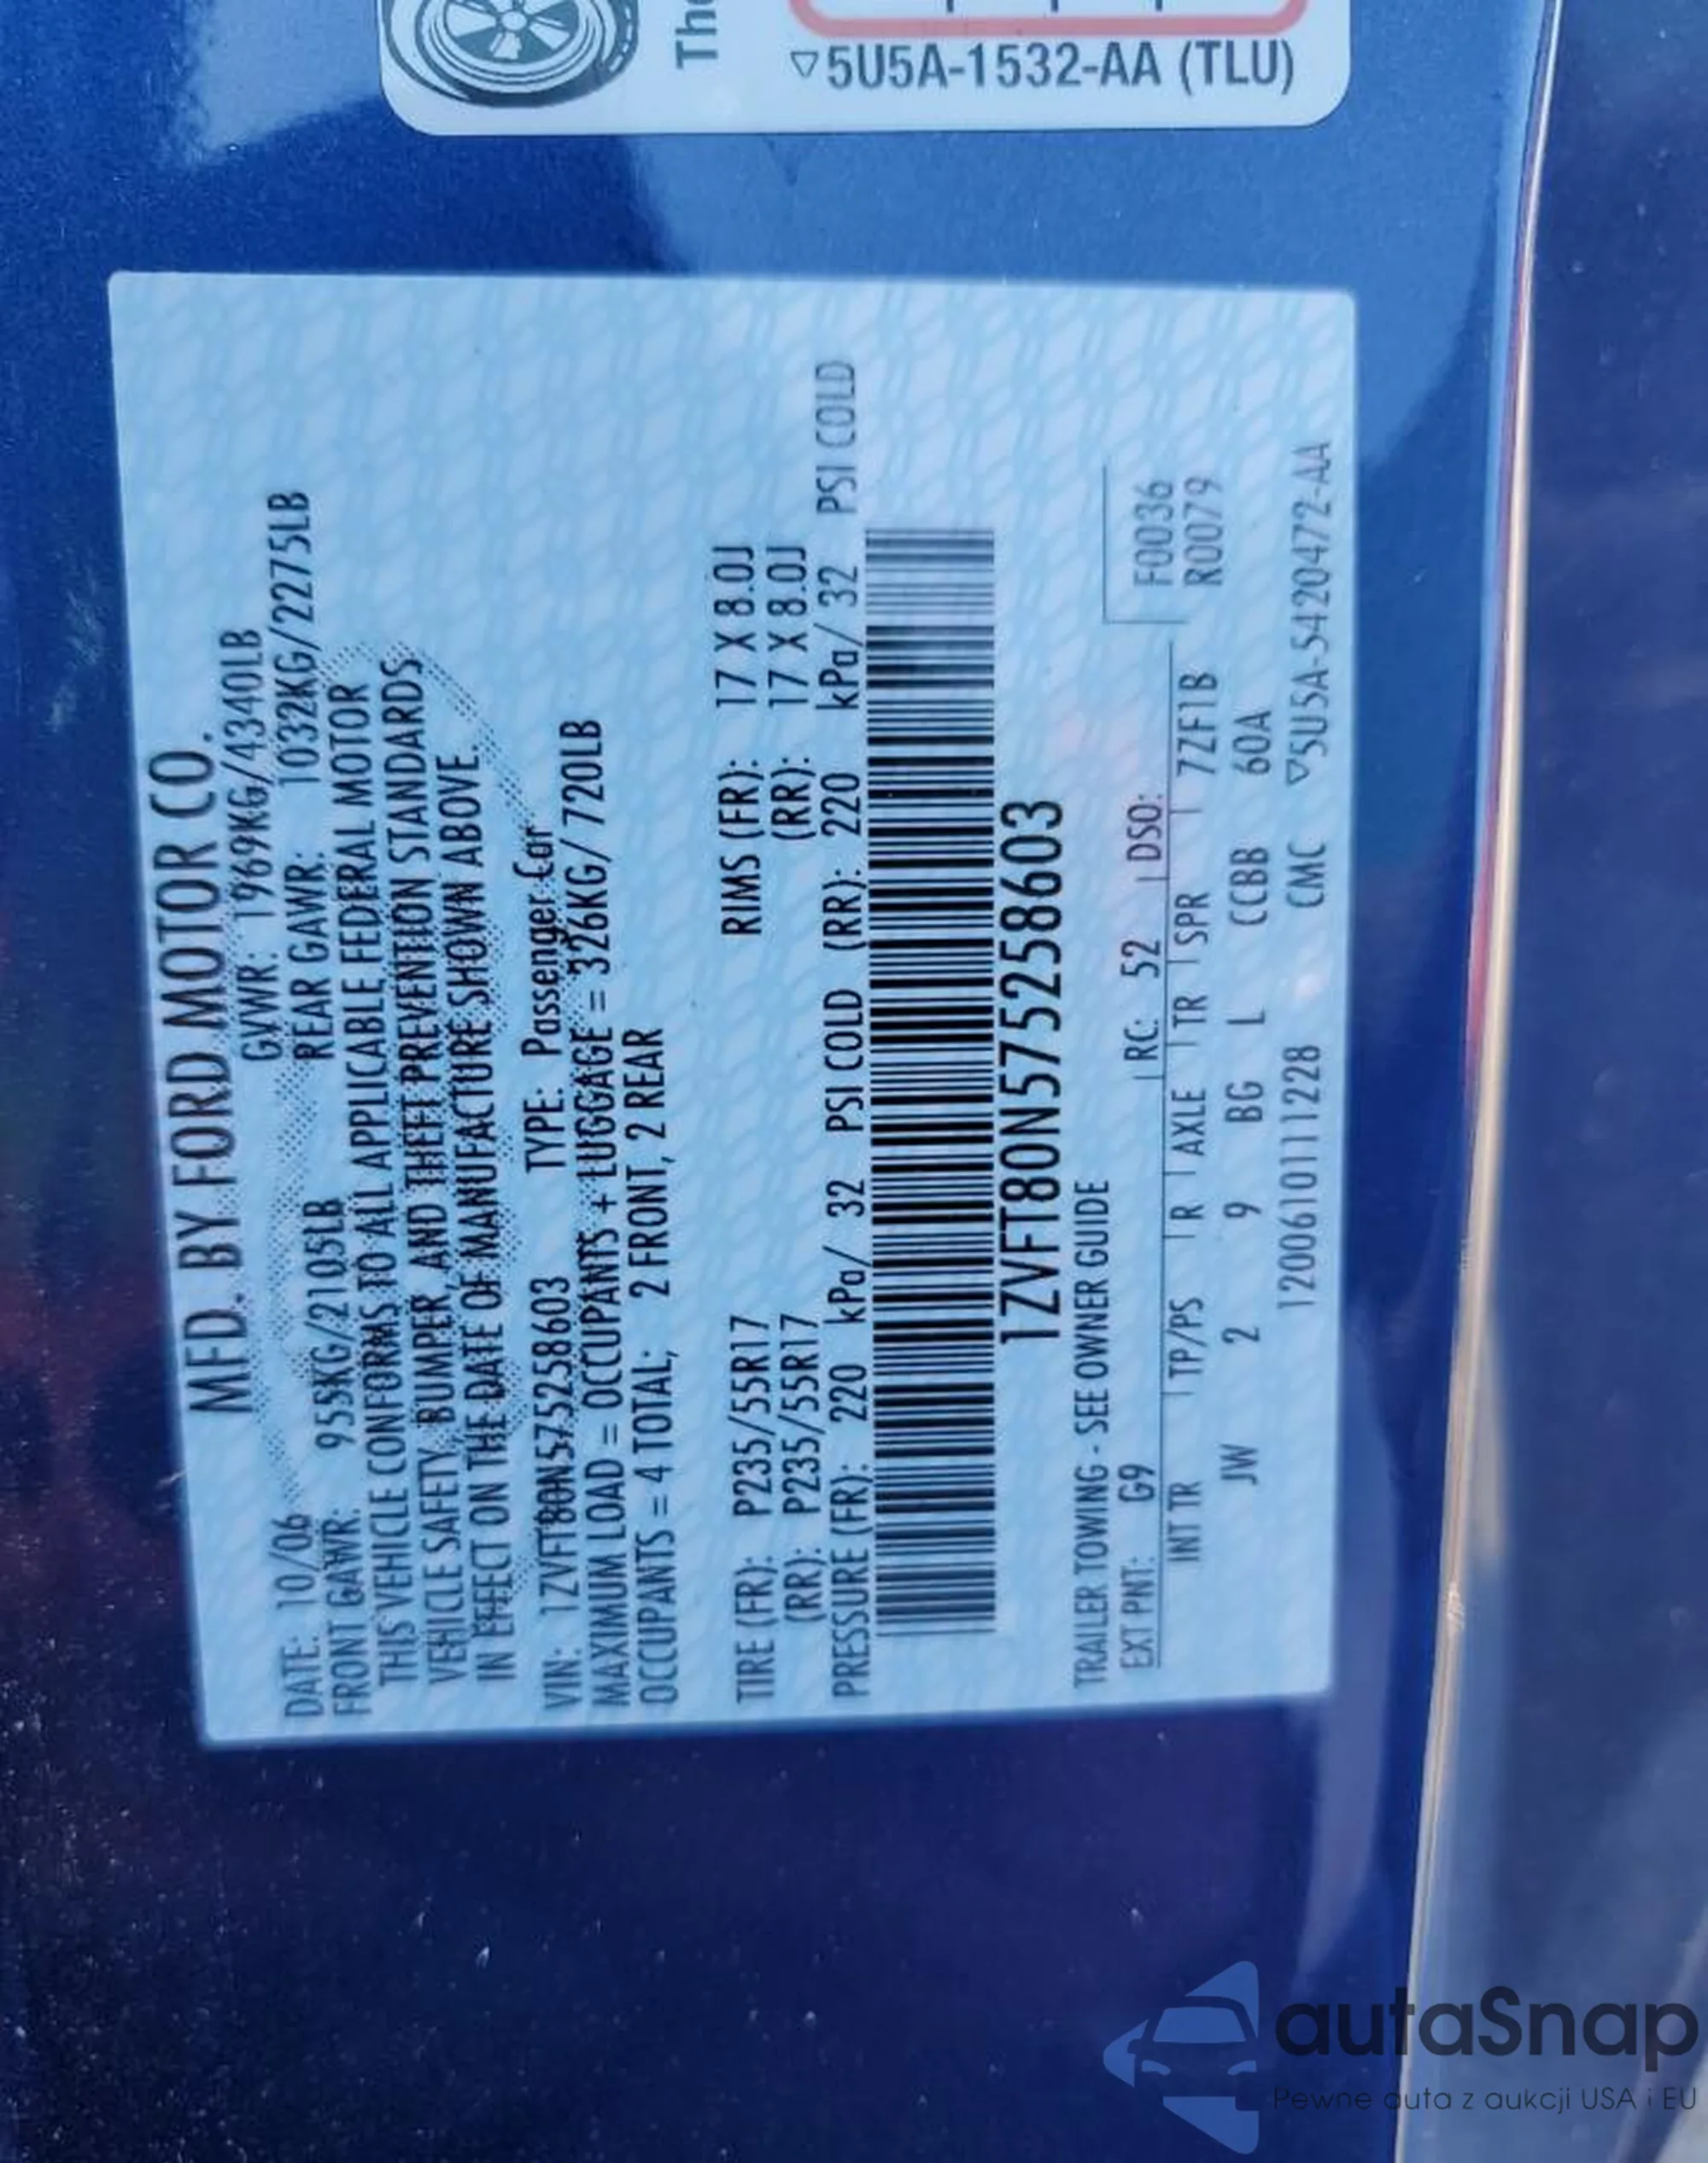 The
▽5U5A-1532-AA (TLU)
MFD. BY FORD MOTOR CO.
DATE: 10/06 GVWR: 1969KG/4340LB
FRONT GAWR: 955KG/2105LB REAR GAWR: 1032KG/2275LB
THIS VEHICLE CONFORMS TO ALL APPLICABLE FEDERAL MOTOR
VEHICLE SAFETY, BUMPER, AND THEFT PREVENTION STANDARDS
IN EFFECT ON THE DATE OF MANUFACTURE SHOWN ABOVE.
VIN: 1ZVFT80N575258603 TYPE: Passenger Car
MAXIMUM LOAD = OCCUPANTS + LUGGAGE = 326KG/720LB
OCCUPANTS = 4 TOTAL; 2 FRONT, 2 REAR
TIRE (FR): P235/55R17 RIMS (FR): 17 X 8.0J
(RR): P235/55R17 (RR): 17 X 8.0J
PRESSURE (FR): 220 kPa/ 32 PSI COLD (RR): 220 kPa/ 32 PSI COLD
1ZVFT80N575258603
TRAILER TOWING - SEE OWNER GUIDE
EXT PNT: G9 RC: 52 DSO: F0036
INT TR TP/PS R AXLE TR SPR 7ZF1B R0079
JW 2 9 BG L CCBB 60A
12006101111228 CMC ▽5U5A-5420472-AA
autaSnap
Pewne auta z aukcji USA i EU